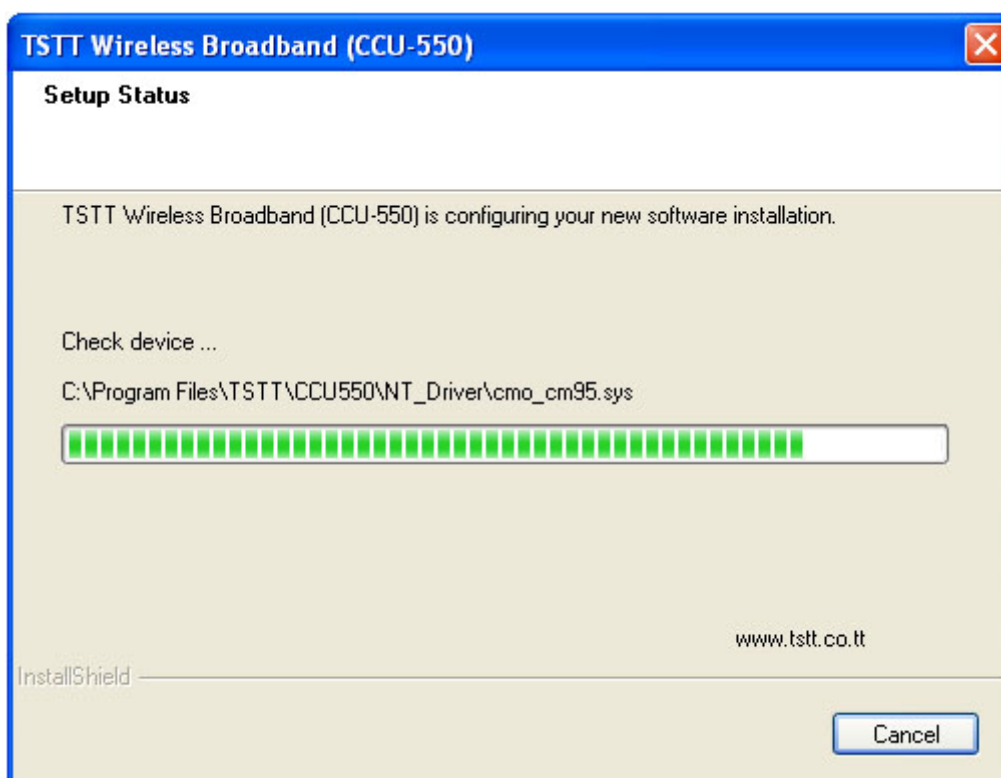 TSTT Wireless Broadband (CCU-550)
Setup Status
TSTT Wireless Broadband (CCU-550) is configuring your new software installation.
Check device ...
C:\Program Files\TSTT\CCU550\NT_Driver\cmo_cm95.sys
www.tstt.co.tt
InstallShield
Cancel